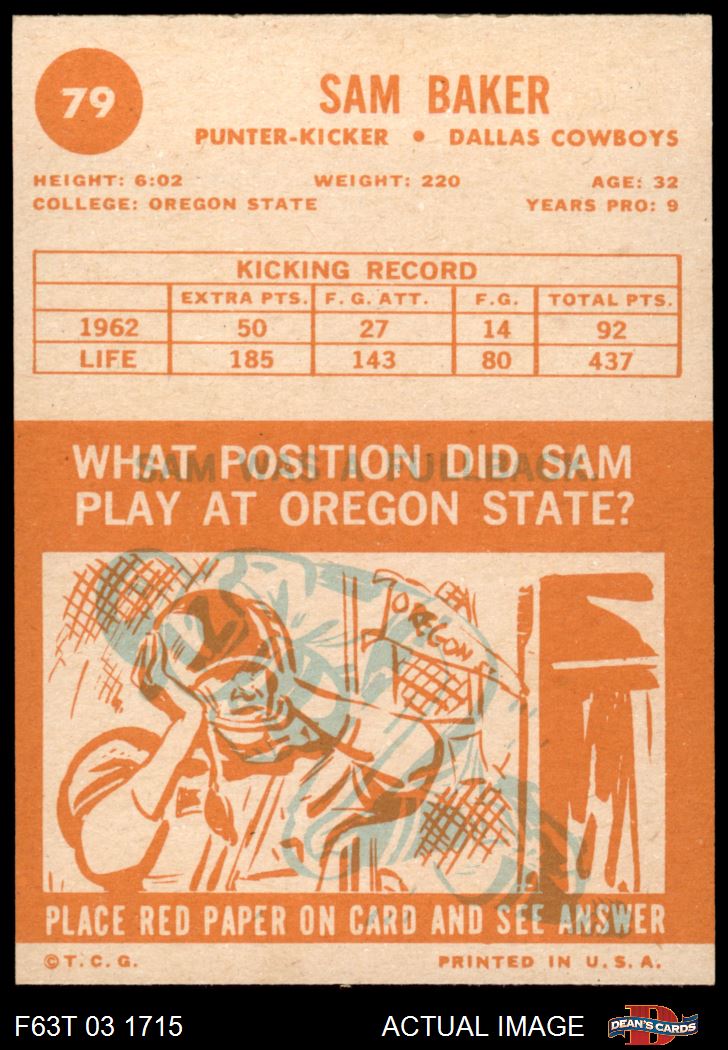 79
SAM BAKER
PUNTER-KICKER • DALLAS COWBOYS
HEIGHT: 6:02 WEIGHT: 220 AGE: 32
COLLEGE: OREGON STATE YEARS PRO: 9
KICKING RECORD
EXTRA PTS. F. G. ATT. F. G. TOTAL PTS.
1962 50 27 14 92
LIFE 185 143 80 437
WHAT POSITION DID SAM
SAM WAS A FULLBACK.
PLAY AT OREGON STATE?
OREGON
PLACE RED PAPER ON CARD AND SEE ANSWER
©T.C.G. PRINTED IN U.S.A.
F63T 03 1715 ACTUAL IMAGE DEAN'S CARDS